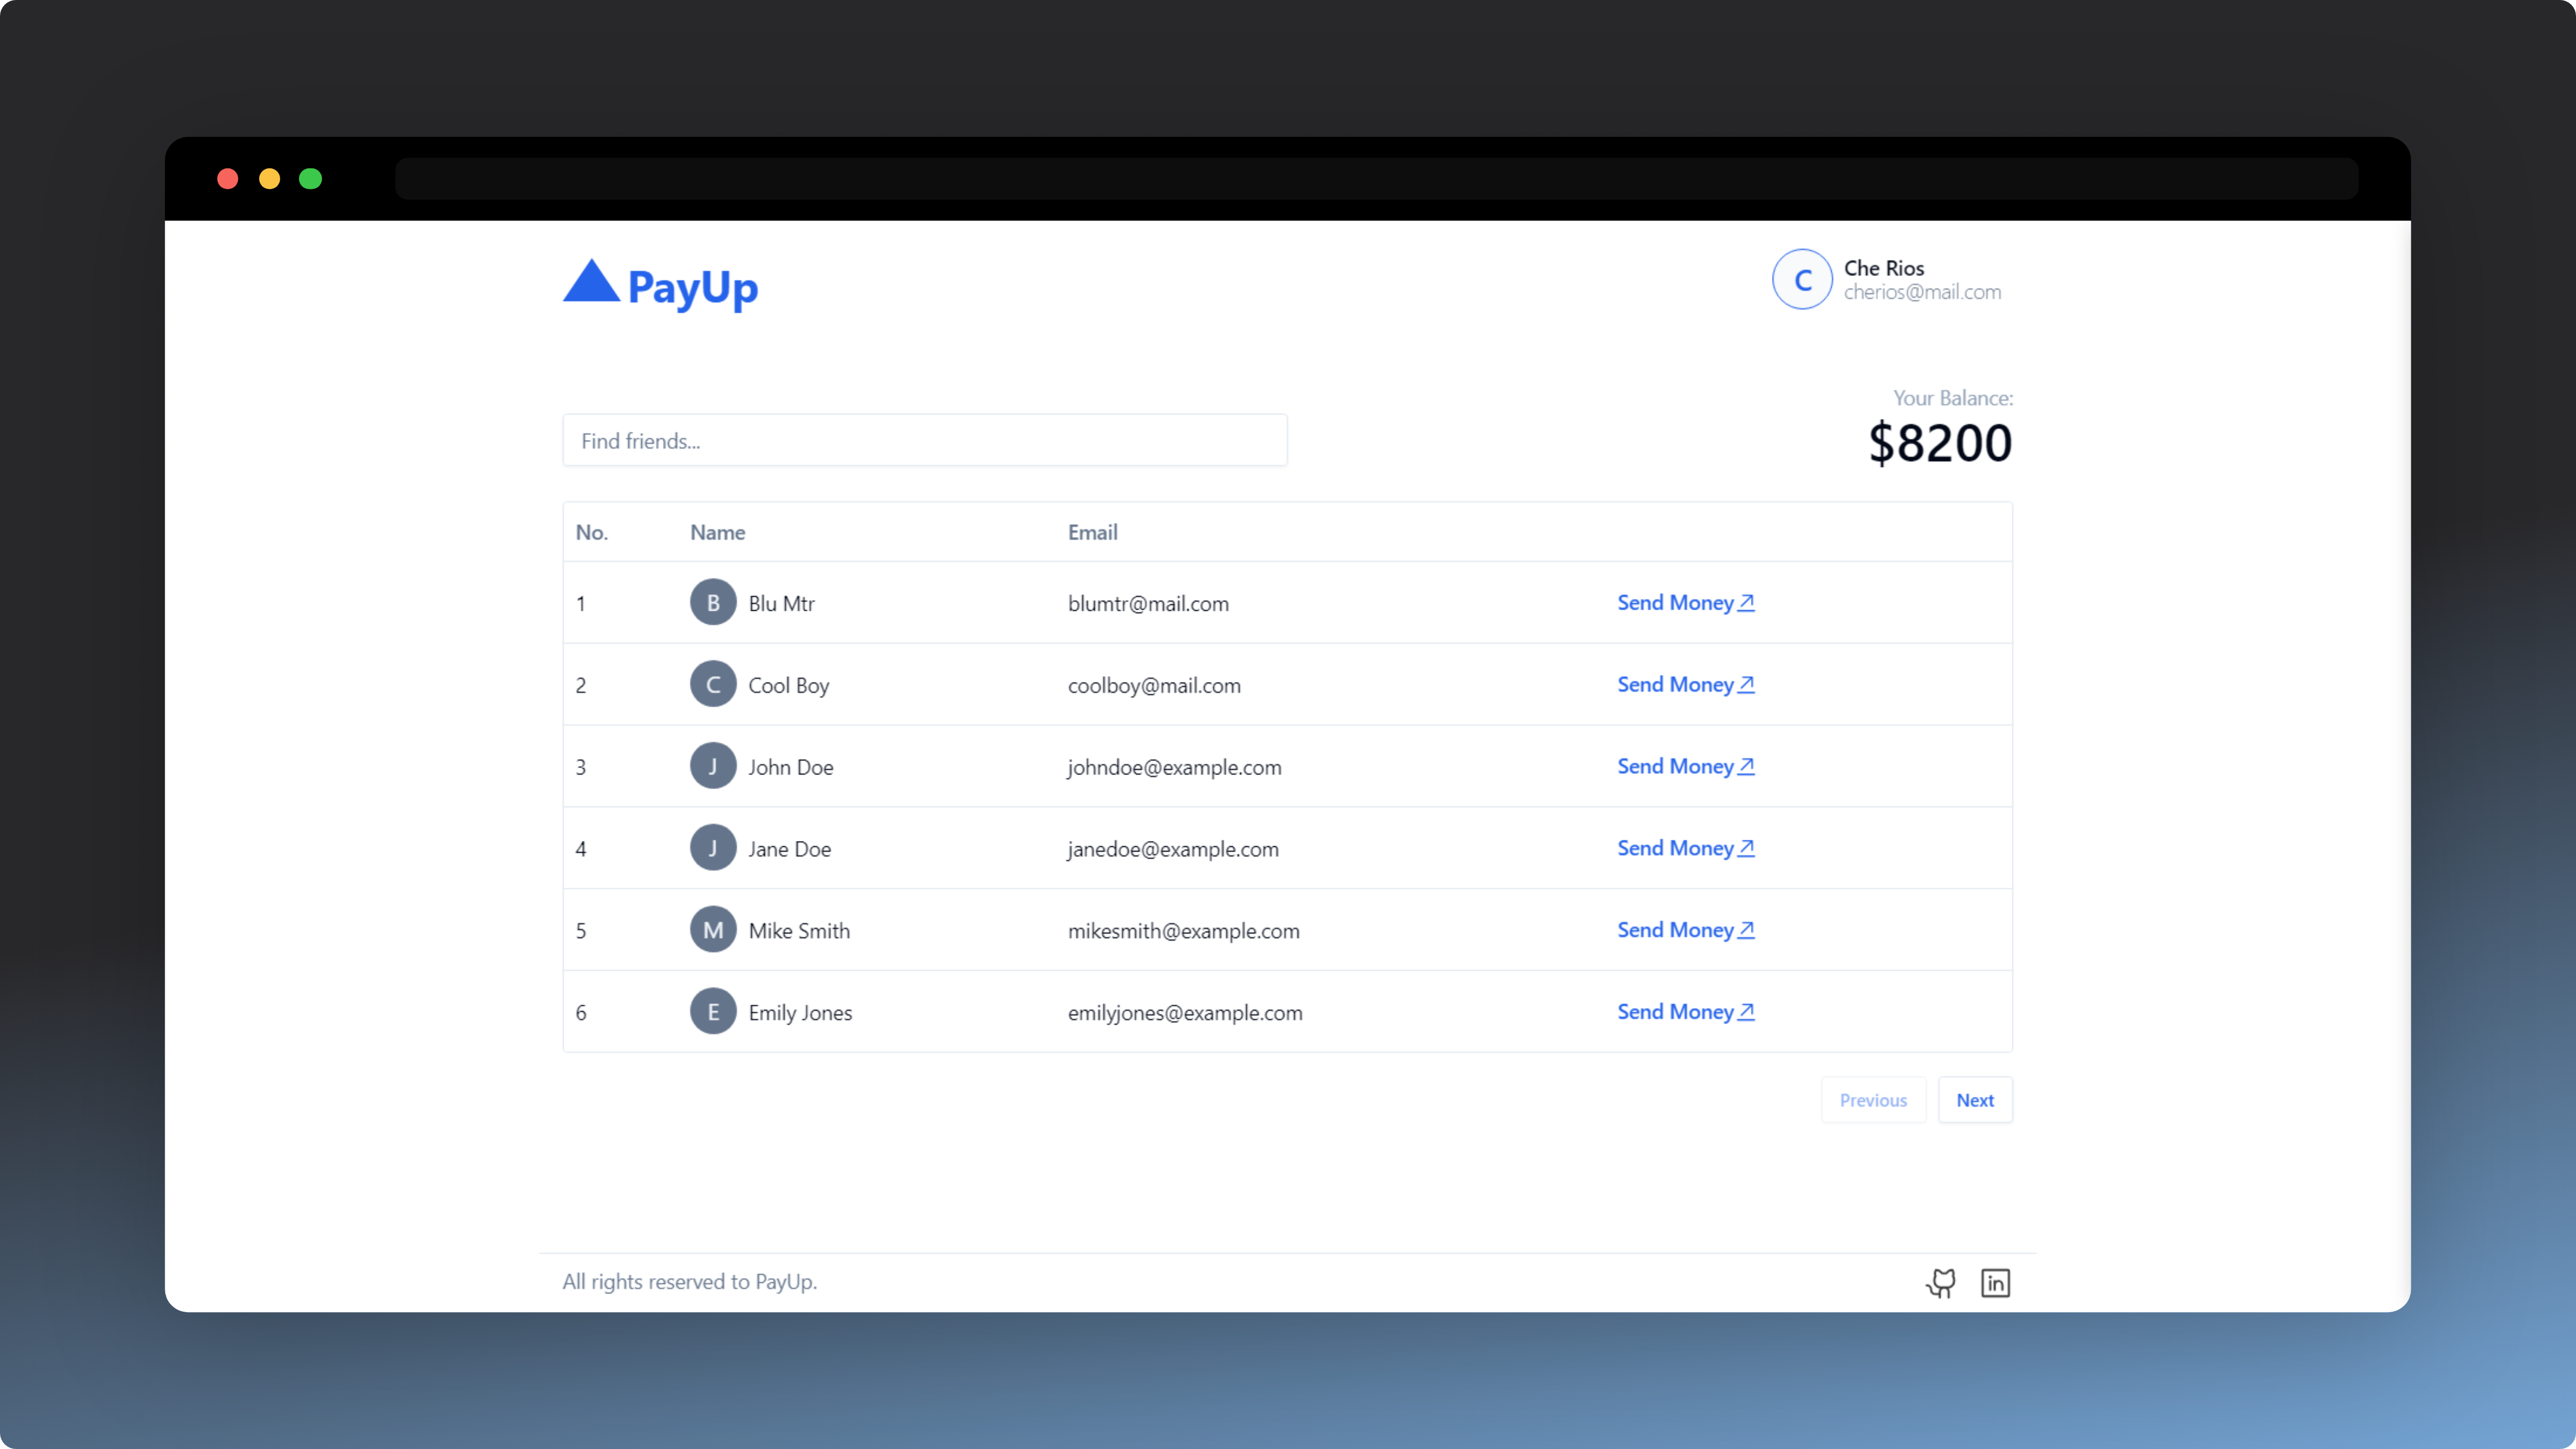 PayUp
C
Che Rios
cherios@mail.com
Your Balance:
$8200
Find friends...
No. Name Email
1 B Blu Mtr blumtr@mail.com Send Money
2 C Cool Boy coolboy@mail.com Send Money
3 J John Doe johndoe@example.com Send Money
4 J Jane Doe janedoe@example.com Send Money
5 M Mike Smith mikesmith@example.com Send Money
6 E Emily Jones emilyjones@example.com Send Money
Previous Next
All rights reserved to PayUp.
in